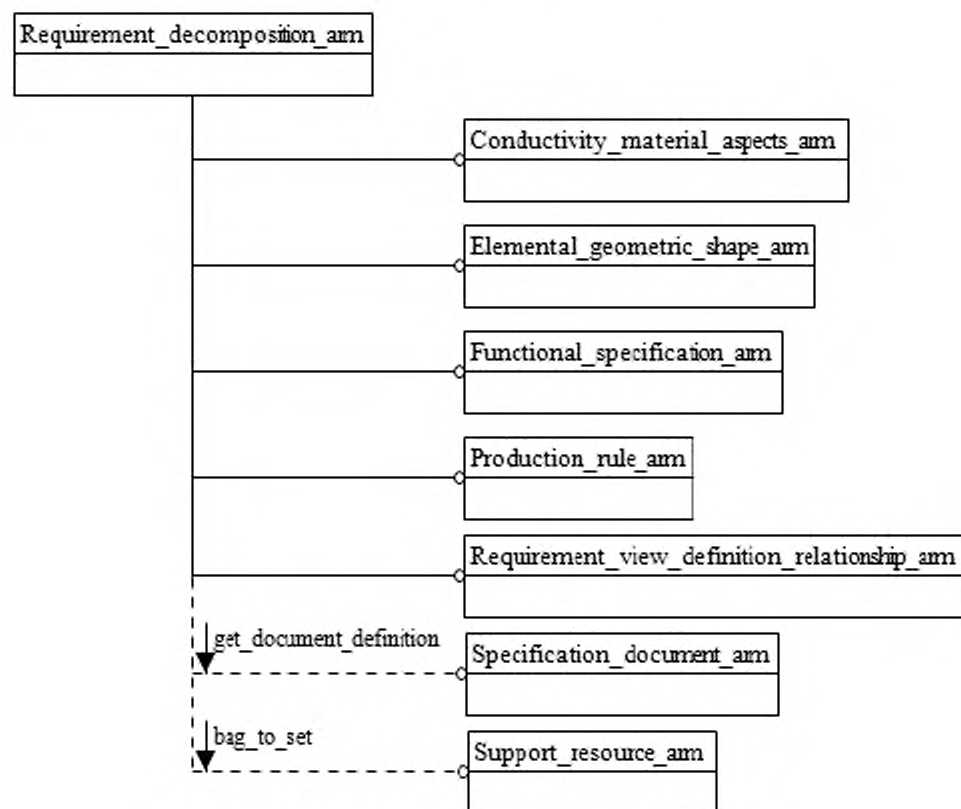 Requirement_decomposition_arm
Conductivity_material_aspects_arm
Elemental_geometric_shape_arm
Functional_specification_arm
Production_rule_arm
Requirement_view_definition_relationship_arm
get_document_definition
Specification_document_arm
bag_to_set
Support_resource_arm